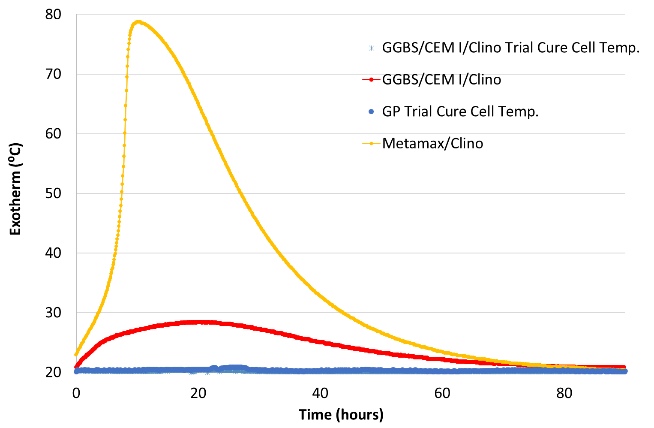 80
70
60
50
40
30
20
Exotherm (⁰C)
GGBS/CEM I/Clino Trial Cure Cell Temp.
GGBS/CEM I/Clino
GP Trial Cure Cell Temp.
Metamax/Clino
0 20 40 60 80
Time (hours)